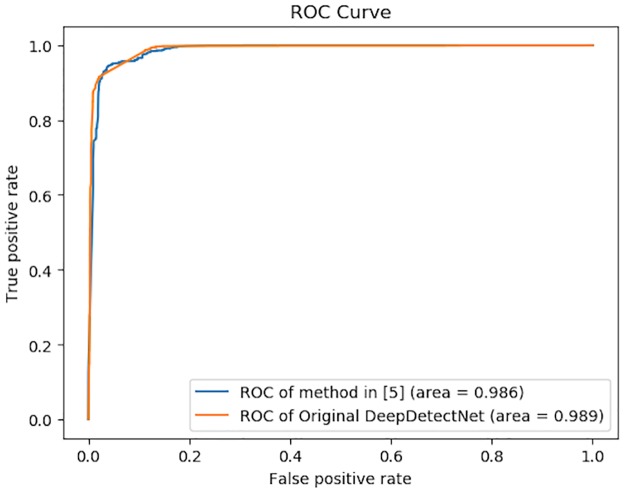 ROC Curve
True positive rate
1.0
0.8
0.6
0.4
0.2
0.0
ROC of method in [5] (area = 0.986)
ROC of Original DeepDetectNet (area = 0.989)
0.0 0.2 0.4 0.6 0.8 1.0
False positive rate